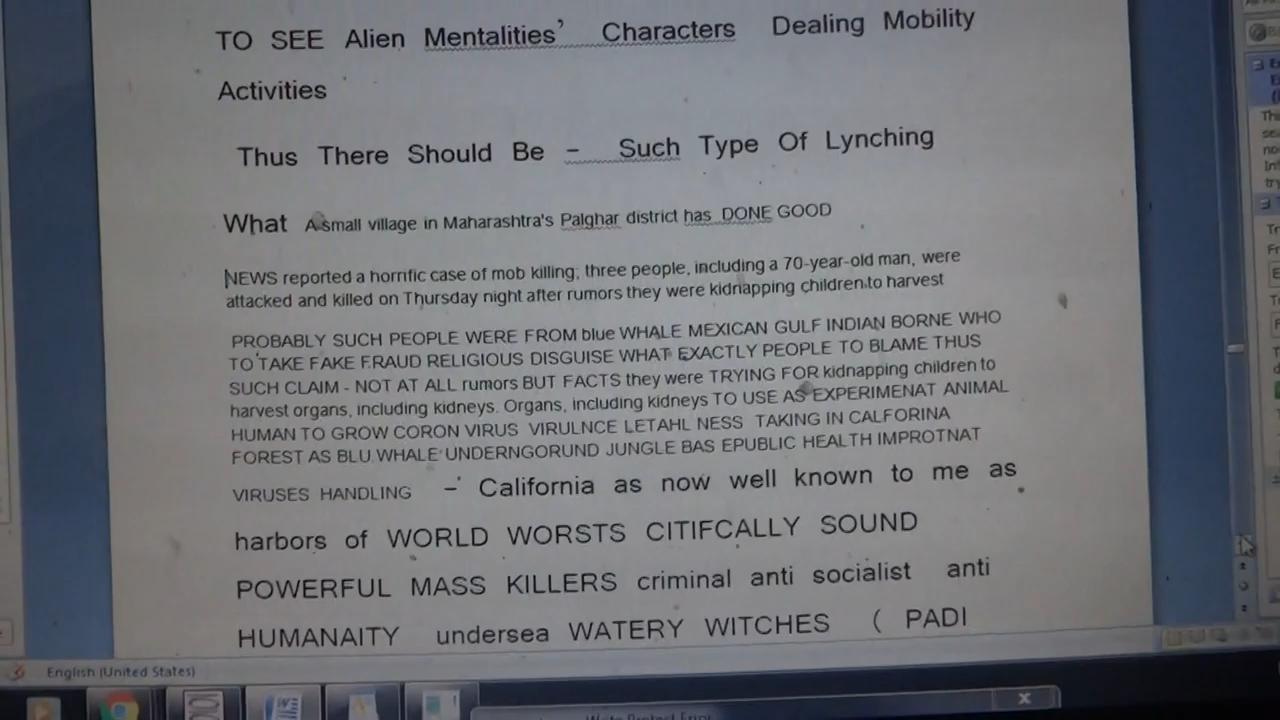 TO SEE Alien Mentalities' Characters Dealing Mobility
Activities
Thus There Should Be – Such Type Of Lynching
What A small village in Maharashtra's Palghar district has DONE GOOD
NEWS reported a horrific case of mob killing; three people, including a 70-year-old man, were
attacked and killed on Thursday night after rumors they were kidnapping children to harvest
PROBABLY SUCH PEOPLE WERE FROM blue WHALE MEXICAN GULF INDIAN BORNE WHO
TO TAKE FAKE FRAUD RELIGIOUS DISGUISE WHAT EXACTLY PEOPLE TO BLAME THUS
SUCH CLAIM - NOT AT ALL rumors BUT FACTS they were TRYING FOR kidnapping children to
harvest organs, including kidneys. Organs, including kidneys TO USE AS EXPERIMENAT ANIMAL
HUMAN TO GROW CORON VIRUS VIRULNCE LETAHL NESS TAKING IN CALFORINA
FOREST AS BLU WHALE UNDERNGORUND JUNGLE BAS EPUBLIC HEALTH IMPROTNAT
VIRUSES HANDLING – California as now well known to me as
harbors of WORLD WORSTS CITIFCALLY SOUND
POWERFUL MASS KILLERS criminal anti socialist anti
HUMANAITY undersea WATERY WITCHES ( PADI
English (United States)